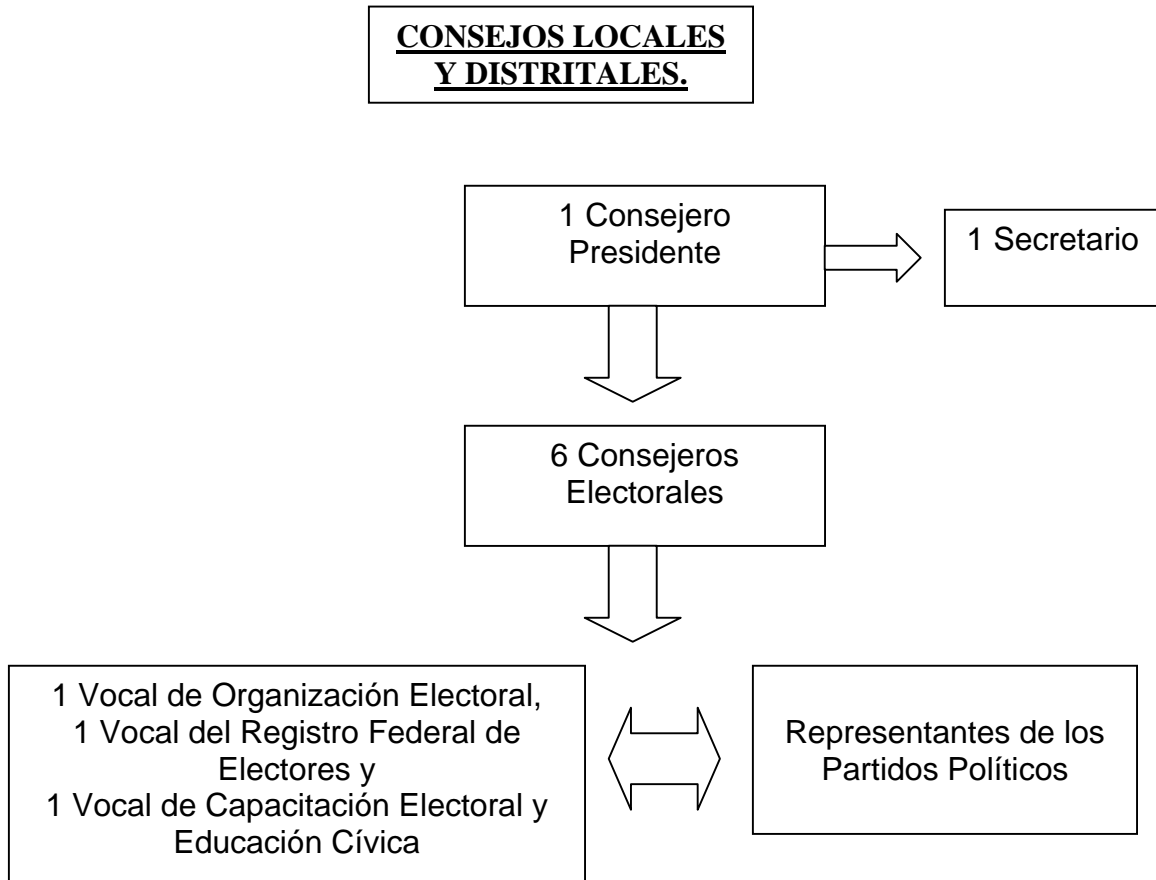 CONSEJOS LOCALES
Y DISTRITALES.
1 Consejero
Presidente
1 Secretario
6 Consejeros
Electorales
1 Vocal de Organización Electoral,
1 Vocal del Registro Federal de
Electores y
1 Vocal de Capacitación Electoral y
Educación Cívica
Representantes de los
Partidos Políticos